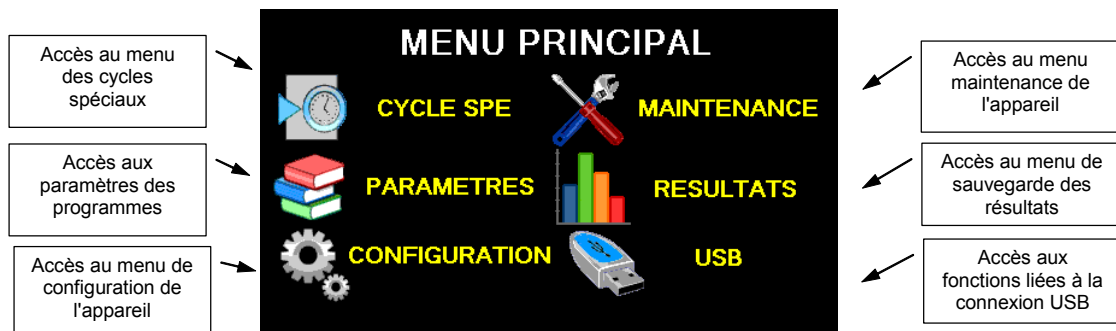 MENU PRINCIPAL
Accès au menu
des cycles
spéciaux
CYCLE SPE
MAINTENANCE
Accès au menu
maintenance de
l'appareil
Accès aux
paramètres des
programmes
PARAMETRES
RESULTATS
Accès au menu de
sauvegarde des
résultats
Accès au menu de
configuration de
l'appareil
CONFIGURATION
USB
Accès aux
fonctions liées à la
connexion USB